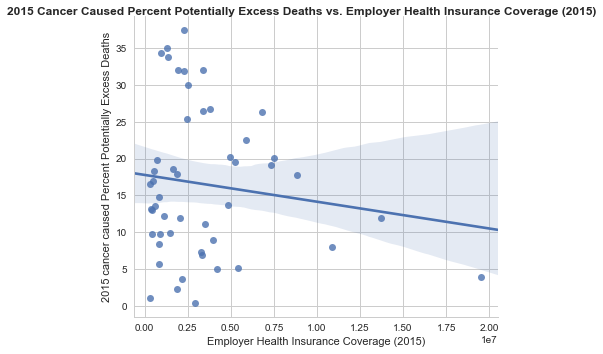 2015 Cancer Caused Percent Potentially Excess Deaths vs. Employer Health Insurance Coverage (2015)
2015 cancer caused Percent Potentially Excess Deaths
35
30
25
20
15
10
5
0
0.00 0.25 0.50 0.75 1.00 1.25 1.50 1.75 2.00
1e7
Employer Health Insurance Coverage (2015)